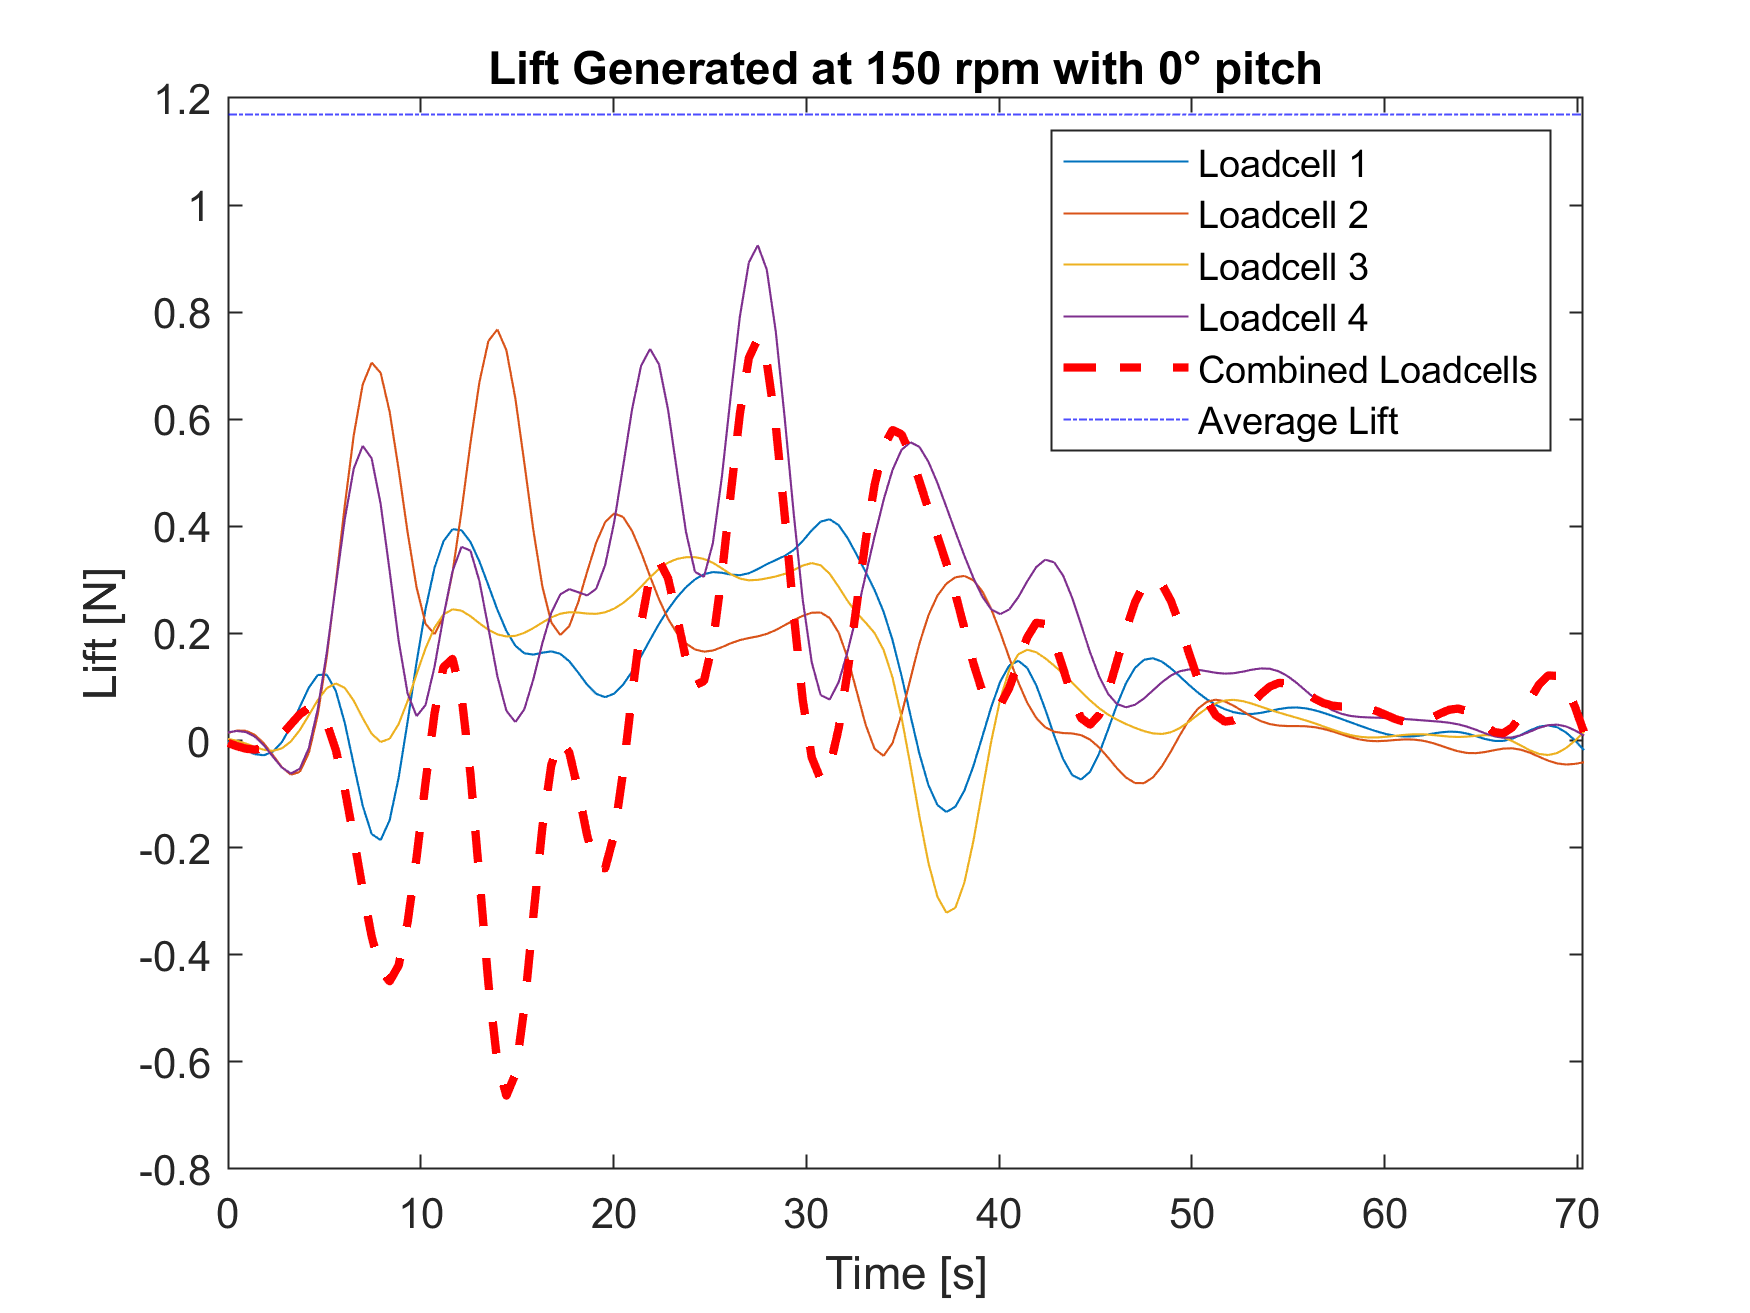 Lift Generated at 150 rpm with 0° pitch
1.2
1
0.8
0.6
0.4
0.2
0
-0.2
-0.4
-0.6
-0.8
Lift [N]
Loadcell 1
Loadcell 2
Loadcell 3
Loadcell 4
Combined Loadcells
Average Lift
0 10 20 30 40 50 60 70
Time [s]